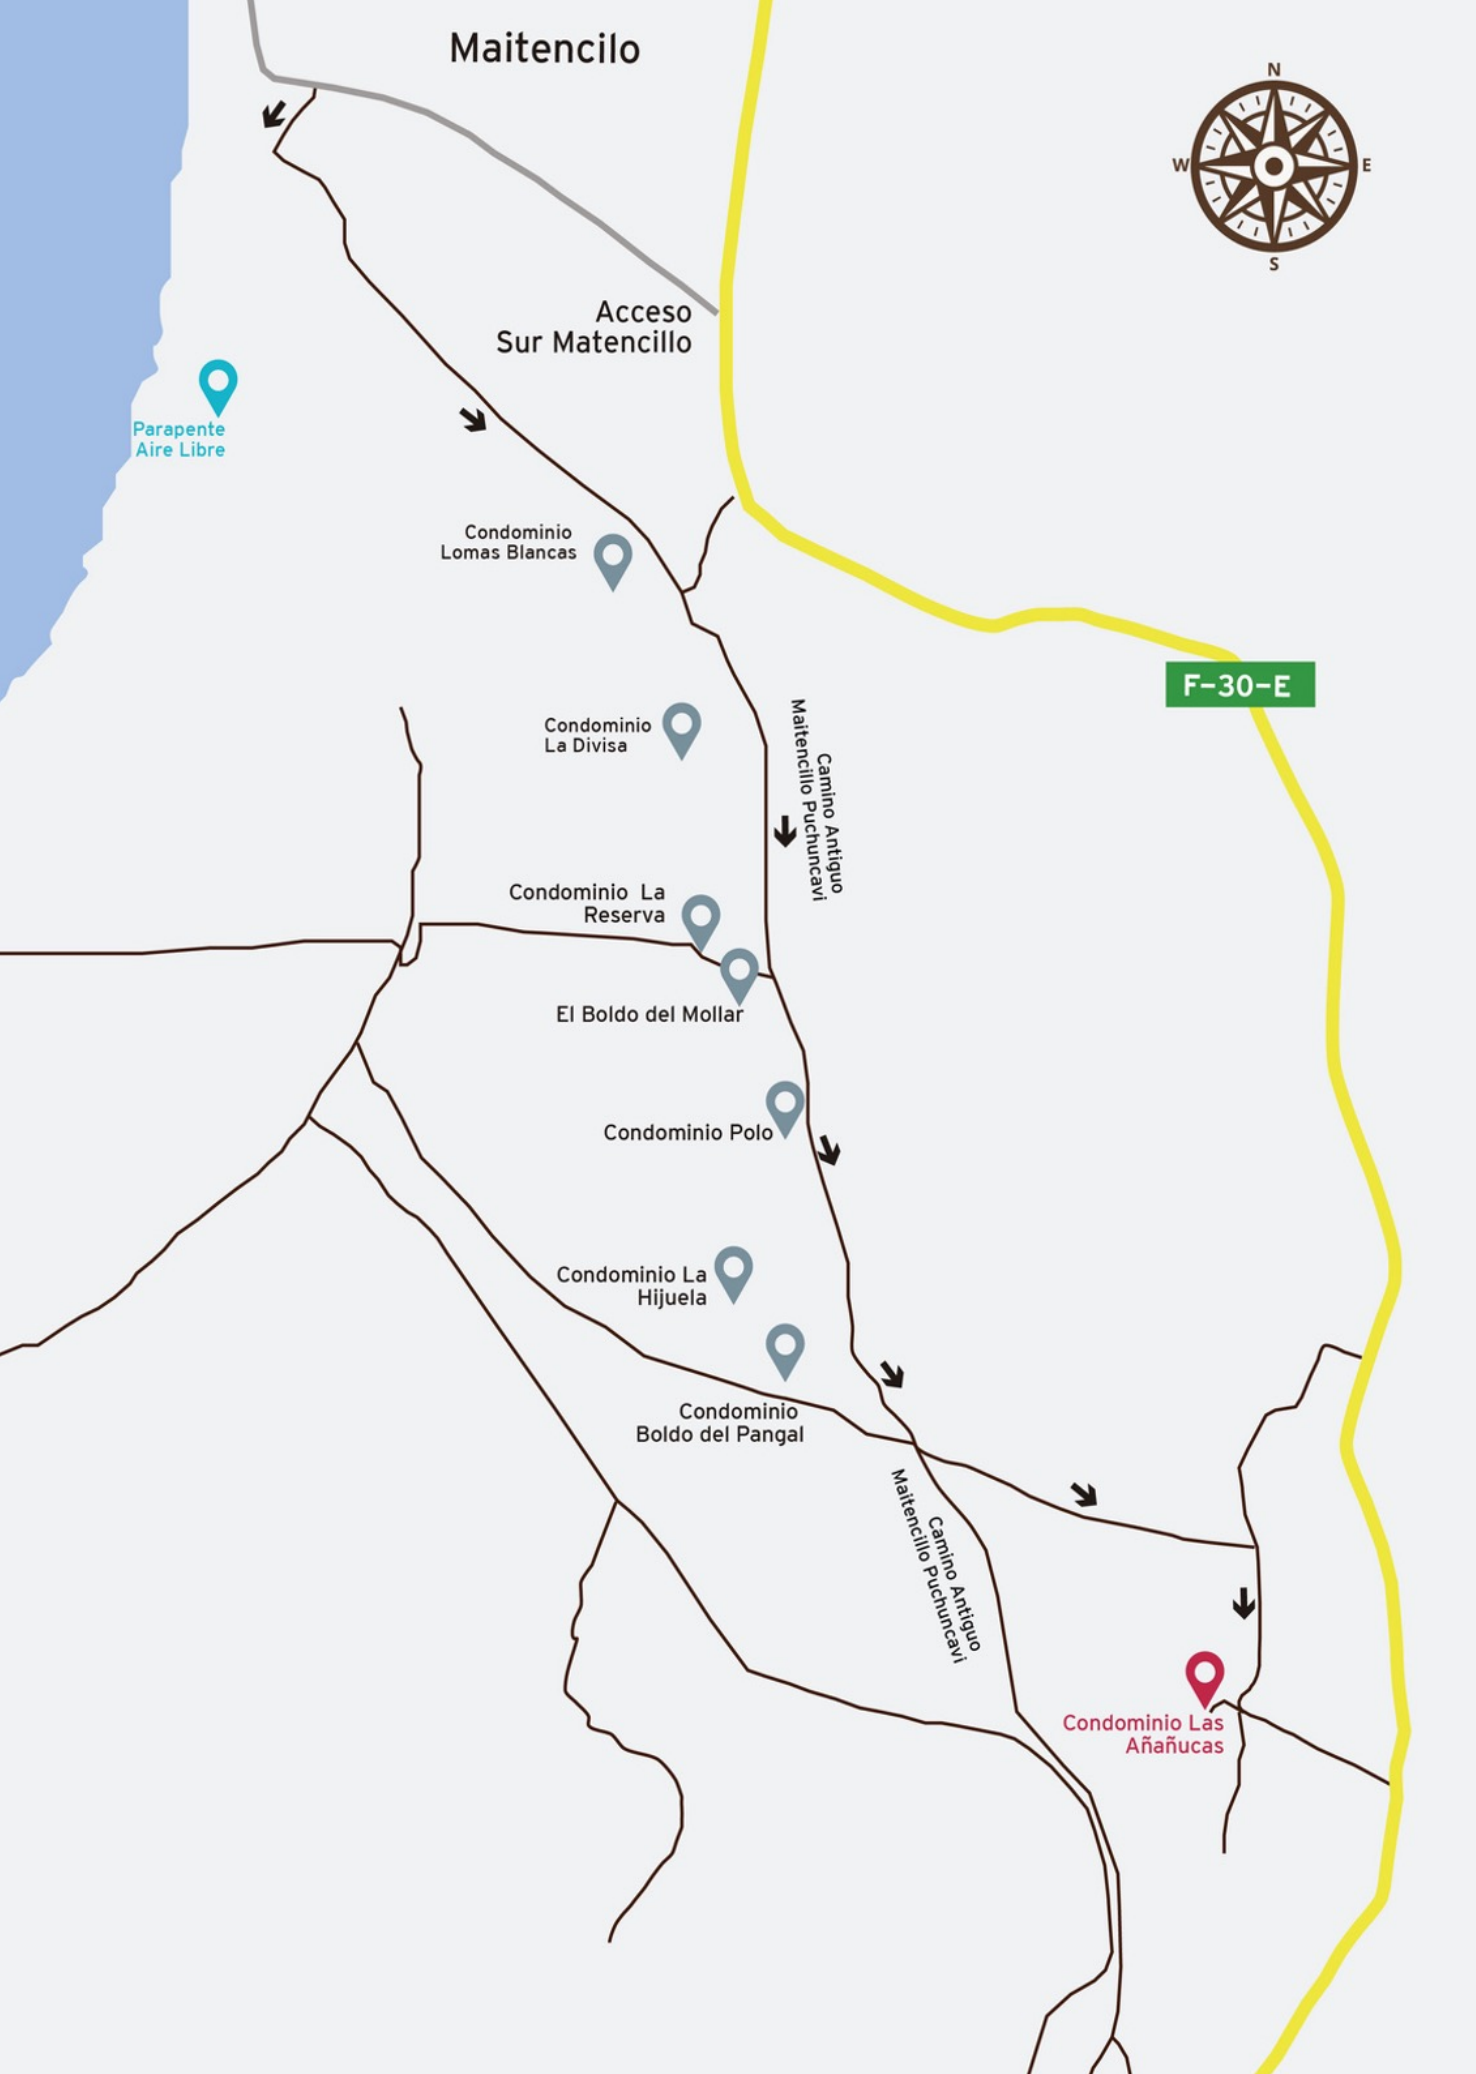 Maitencilo
N
W
E
S
Acceso
Sur Matencillo
Parapente
Aire Libre
Condominio
Lomas Blancas
F-30-E
Condominio
La Divisa
Camino Antiguo
Maitencillo Puchuncavi
Condominio La
Reserva
El Boldo del Mollar
Condominio Polo
Condominio La
Hijuela
Condominio
Boldo del Pangal
Camino Antiguo
Maitencillo Puchuncavi
Condominio Las
Añañucas